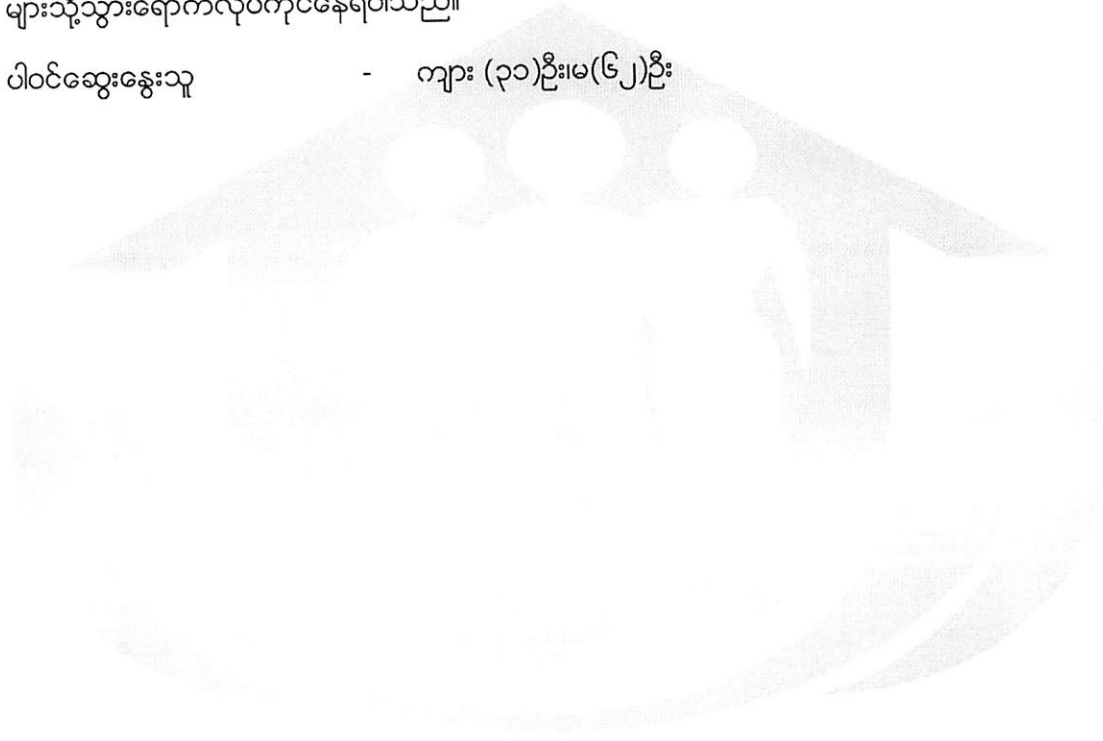 များသို့သွားရောက်လုပ်ကိုင်နေရပါသည်။
ပါဝင်ဆွေးနွေးသူ - ကျား (၃၁)ဦး၊မ(၆၂)ဦး